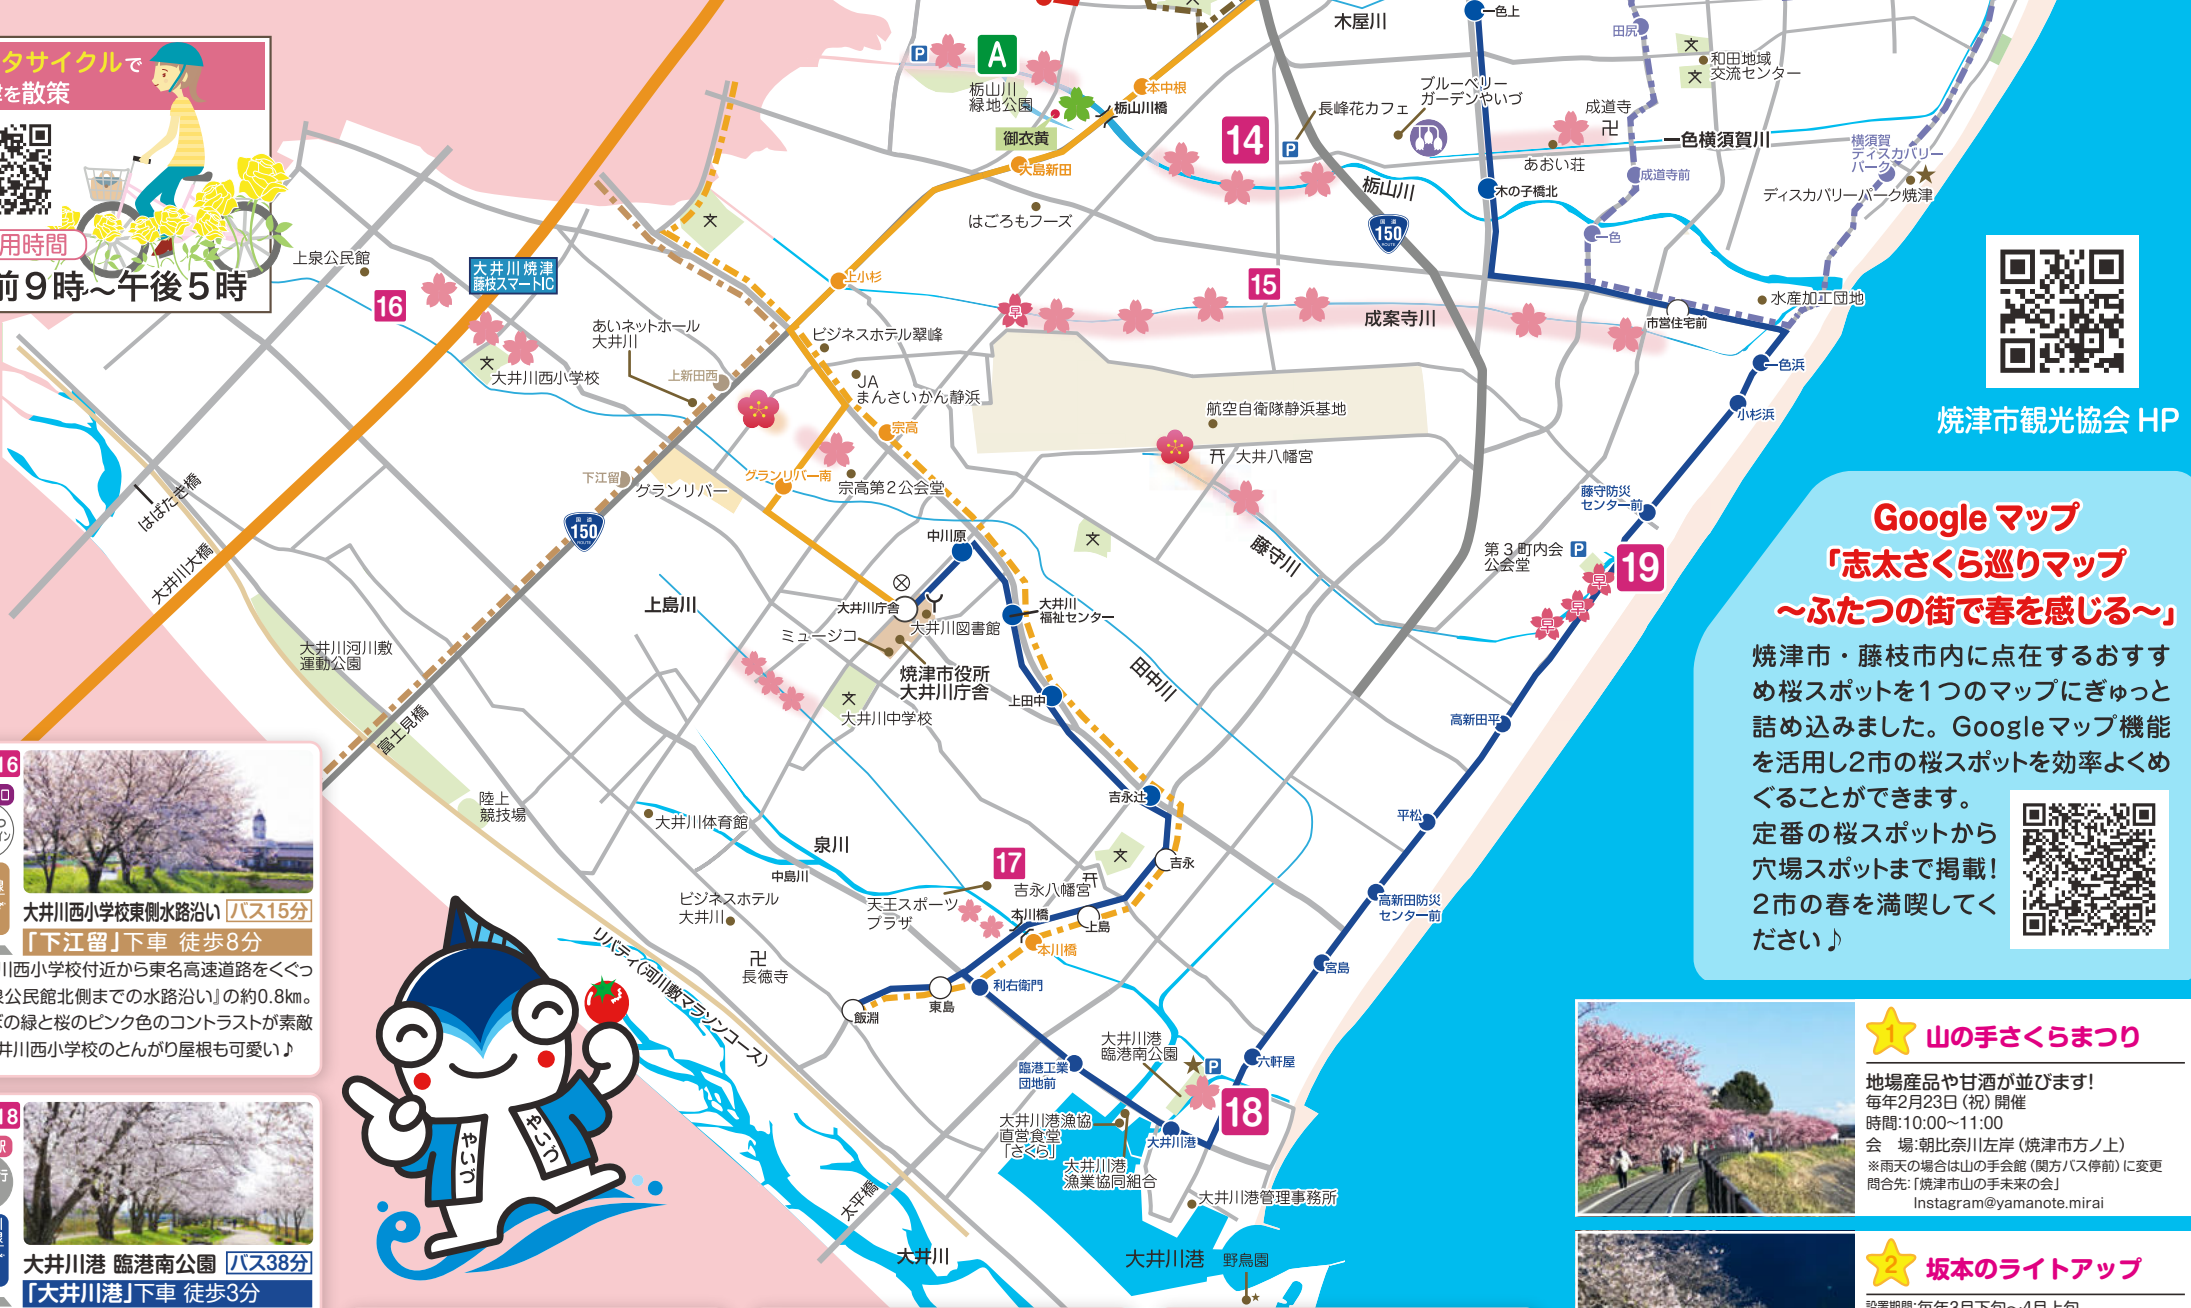 タサイクルで
を散策
用時間
前9時～午後5時
上泉公民館
16
大井川焼津
藤枝スマートIC
大井川西小学校
あいネットホール
大井川
上新田西
下江留
グランリバー
グランリバー南
国道
150
ROUTE
はばたき橋
大井川大橋
富士見橋
大井川河川敷
運動公園
陸上
競技場
P
A
栃山川
緑地公園
御衣黄
栃山川橋
本中根
大島新田
はごろもフーズ
上小杉
ビジネスホテル翠峰
JA
まんさいかん静浜
宗高
宗高第2公会堂
木屋川
一色上
田尻
和田地域
交流センター
ブルーベリー
ガーデンやいづ
長峰花カフェ
P
14
成道寺
あおい荘
一色横須賀川
成道寺前
横須賀
ディスカバリー
パーク
ディスカバリーパーク焼津
栃山川
木の子橋北
国道
150
ROUTE
一色
15
早
成案寺川
市営住宅前
水産加工団地
一色浜
小杉浜
航空自衛隊静浜基地
大井八幡宮
藤守川
藤守防災
センター前
第3町内会
公会堂
P
19
早
早
早
中川原
大井川庁舎
大井川図書館
ミュージコ
焼津市役所
大井川庁舎
大井川
福祉センター
上島川
大井川中学校
上田中
田中川
吉永辻
吉永
高新田平
平松
高新田防災
センター前
宮島
六軒屋
大井川体育館
泉川
中島川
ビジネスホテル
大井川
天王スポーツ
プラザ
17
吉永八幡宮
本川橋
本川橋
上島
長徳寺
飯淵
東島
利右衛門
臨港工業
団地前
大井川港
臨港南公園
P
18
大井川港漁協
直営食堂
「さくら」
大井川港
漁業協同組合
大井川港
大井川港管理事務所
大井川港
野鳥園
リバティ(河川敷マラソンコース)
太平橋
大井川
やいづ
やいづ
16
大井川西小学校東側水路沿い
バス15分
「下江留」下車 徒歩8分
川西小学校付近から東名高速道路をくぐっ
泉公民館北側までの水路沿い』の約0.8km。
の緑と桜のピンク色のコントラストが素敵
井川西小学校のとんがり屋根も可愛い♪
18
大井川港 臨港南公園
バス38分
「大井川港」下車 徒歩3分
焼津市観光協会 HP
Google マップ
「志太さくら巡りマップ
～ふたつの街で春を感じる～」
焼津市・藤枝市内に点在するおすす
め桜スポットを1つのマップにぎゅっと
詰め込みました。Googleマップ機能
を活用し2市の桜スポットを効率よくめ
ぐることができます。
定番の桜スポットから
穴場スポットまで掲載!
2市の春を満喫してく
ださい♪
1
山の手さくらまつり
地場産品や甘酒が並びます!
毎年2月23日(祝)開催
時間:10:00～11:00
会　場:朝比奈川左岸(焼津市方ノ上)
※雨天の場合は山の手会館(関方バス停前)に変更
問合先:「焼津市山の手未来の会」
Instagram@yamanote.mirai
2
坂本のライトアップ
設置期間:毎年3月下旬～4月上旬